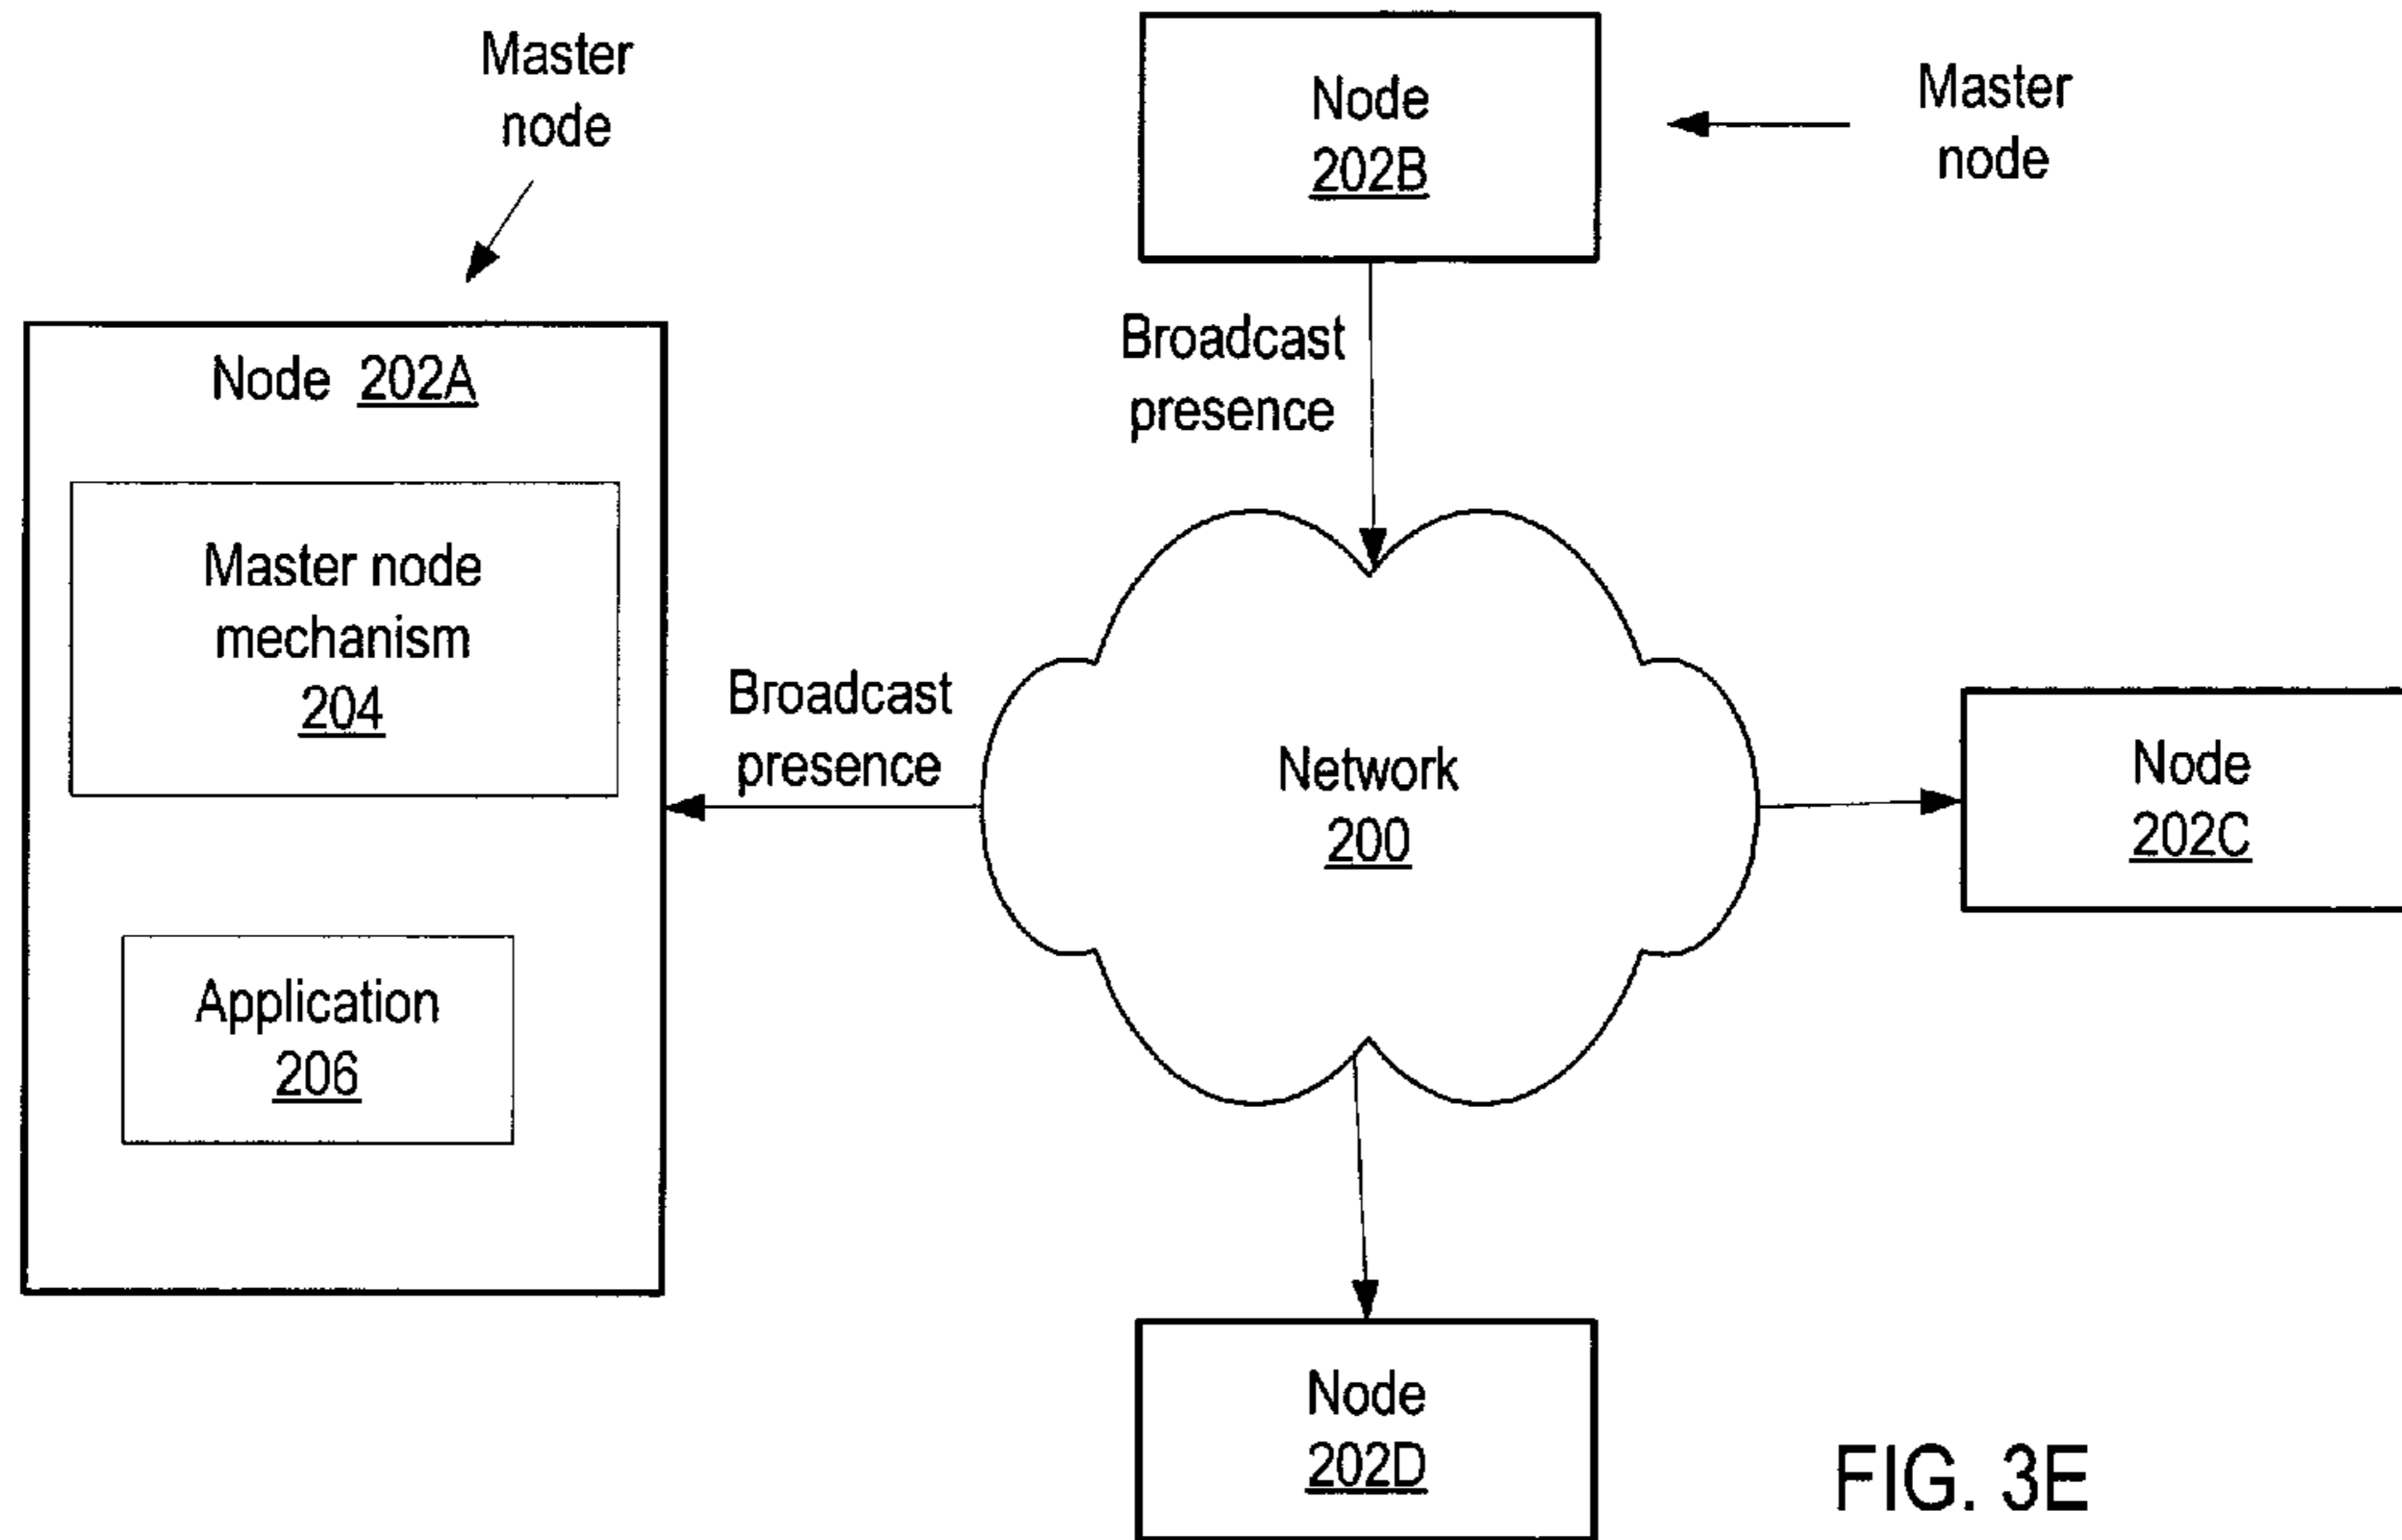 Master
node
Node
202B
Master
node
Broadcast
presence
Node 202A
Master node
mechanism
204
Broadcast
presence
Network
200
Node
202C
Application
206
Node
202D
FIG. 3E